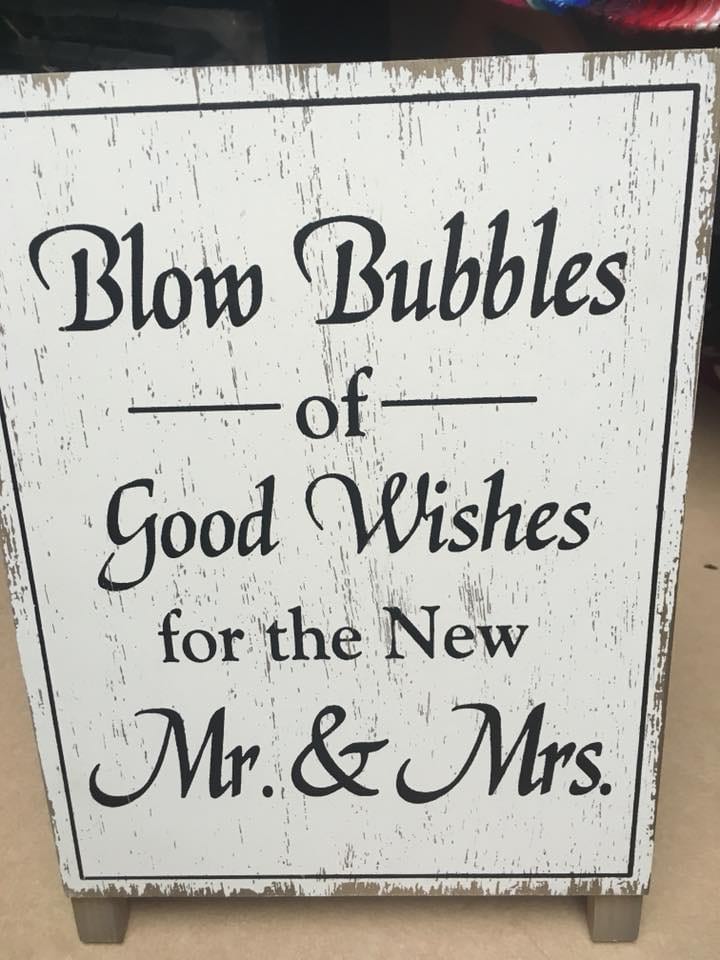 Blow Bubbles
of
Good Wishes
for the New
Mr. & Mrs.